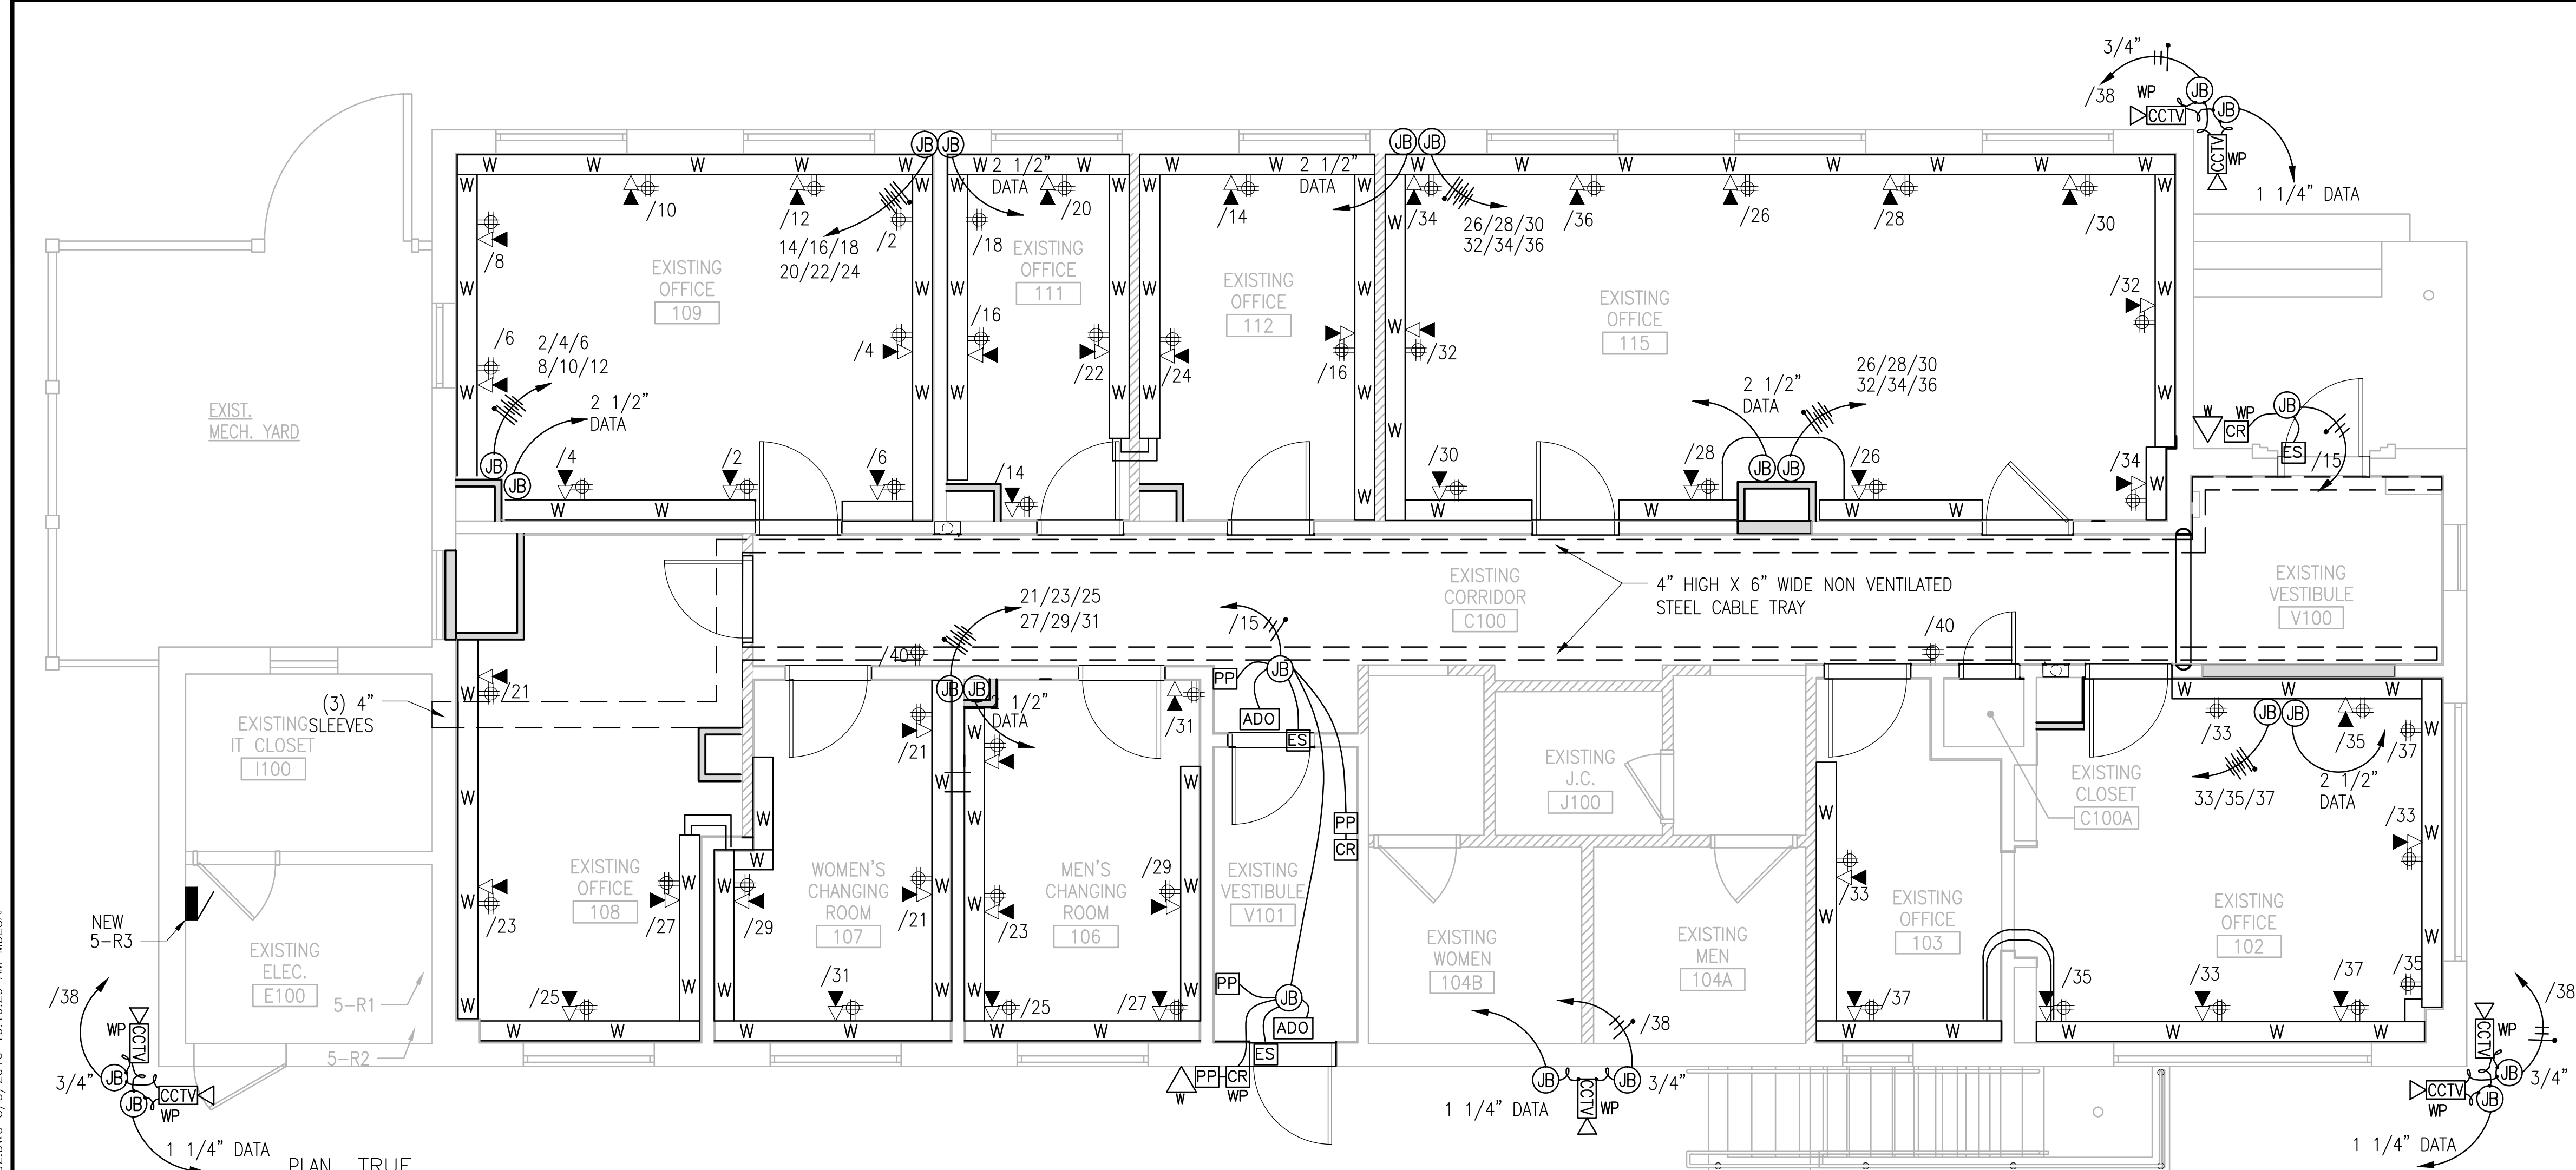 3/4"
/38
WP
CCTV
JB
JB
CCTV
WP
1 1/4" DATA
JB
JB
JB
JB
W W W W W
W W
W W
W W W W W W W W
2 1/2"
DATA
2 1/2"
DATA
/10
/12
/2
/18
/20
/14
/34
/36
/26
/28
/30
14/16/18
20/22/24
26/28/30
32/34/36
/8
EXISTING
OFFICE
109
EXISTING
OFFICE
111
EXISTING
OFFICE
112
EXISTING
OFFICE
115
/32
/6
2/4/6
8/10/12
/4
/16
/22
/24
/16
/32
2 1/2"
DATA
2 1/2"
DATA
26/28/30
32/34/36
EXIST.
MECH. YARD
W
WP
CR
JB
ES
/15
JB
JB
/4
/2
/6
/14
/30
/28
JB
JB
/26
/34
W W
W
W W
W
EXISTING
CORRIDOR
C100
4" HIGH X 6" WIDE NON VENTILATED
STEEL CABLE TRAY
EXISTING
VESTIBULE
V100
21/23/25
27/29/31
/15
/40
/40
JB
JB
JB
PP
ADO
ES
2 1/2"
DATA
/21
(3) 4"
SLEEVES
EXISTING
IT CLOSET
I100
/21
/31
EXISTING
J.C.
J100
PP
CR
W W W
/33
JB
JB
/35
/37
33/35/37
2 1/2"
DATA
EXISTING
CLOSET
C100A
/33
NEW
5-R3
EXISTING
ELEC.
E100
5-R1
5-R2
/23
EXISTING
OFFICE
108
/27
/29
WOMEN'S
CHANGING
ROOM
107
/21
/23
MEN'S
CHANGING
ROOM
106
/29
EXISTING
VESTIBULE
V101
EXISTING
WOMEN
104B
EXISTING
MEN
104A
/33
EXISTING
OFFICE
103
EXISTING
OFFICE
102
/25
/31
/25
/27
/37
/35
/33
/37
/35
PP
JB
ADO
ES
PP
CR
WP
W
W W
W W
W W
W W
W W W W
/38
WP
CCTV
3/4"
JB
JB
CCTV
WP
1 1/4" DATA
JB
CCTV
WP
JB
/38
3/4"
1 1/4" DATA
/38
CCTV
WP
JB
3/4"
CCTV
WP
JB
1 1/4" DATA
PLAN TRUE